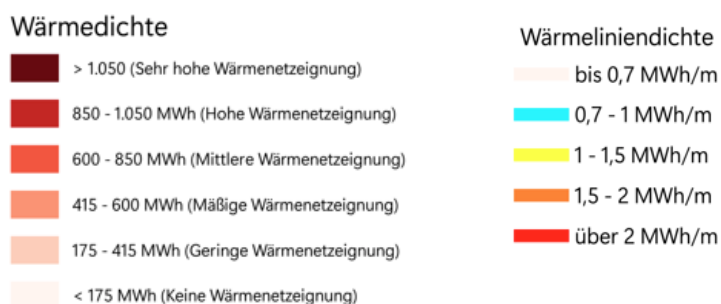 Wärmedichte
> 1.050 (Sehr hohe Wärmenetzeignung)
850 - 1.050 MWh (Hohe Wärmenetzeignung)
600 - 850 MWh (Mittlere Wärmenetzeignung)
415 - 600 MWh (Mäßige Wärmenetzeignung)
175 - 415 MWh (Geringe Wärmenetzeignung)
< 175 MWh (Keine Wärmenetzeignung)
Wärmeliniendichte
bis 0,7 MWh/m
0,7 - 1 MWh/m
1 - 1,5 MWh/m
1,5 - 2 MWh/m
über 2 MWh/m